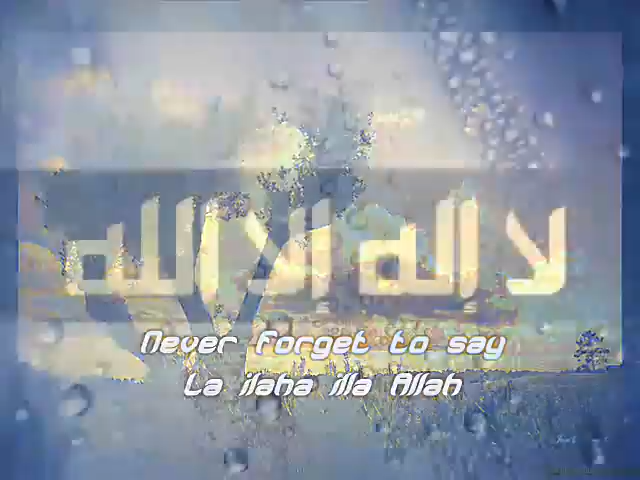 لا اله الا الله
Never forget to say
La ilaha illa Allah